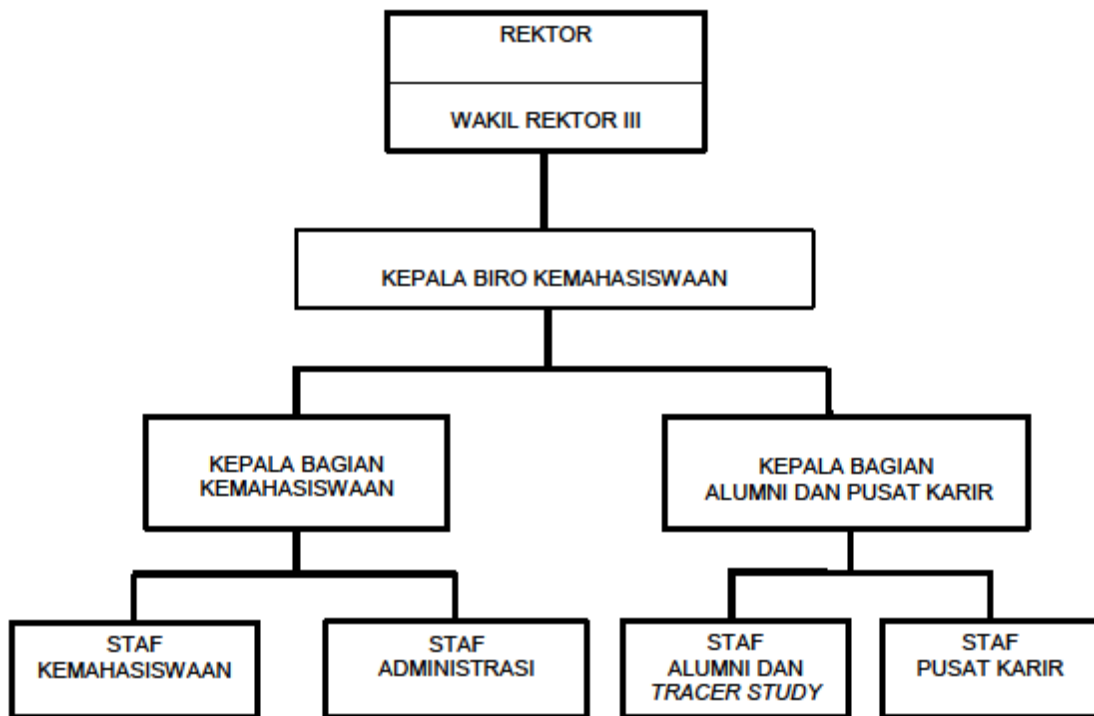 REKTOR
WAKIL REKTOR III
KEPALA BIRO KEMAHASISWAAN
KEPALA BAGIAN
KEMAHASISWAAN
KEPALA BAGIAN
ALUMNI DAN PUSAT KARIR
STAF
KEMAHASISWAAN
STAF
ADMINISTRASI
STAF
ALUMNI DAN
TRACER STUDY
STAF
PUSAT KARIR